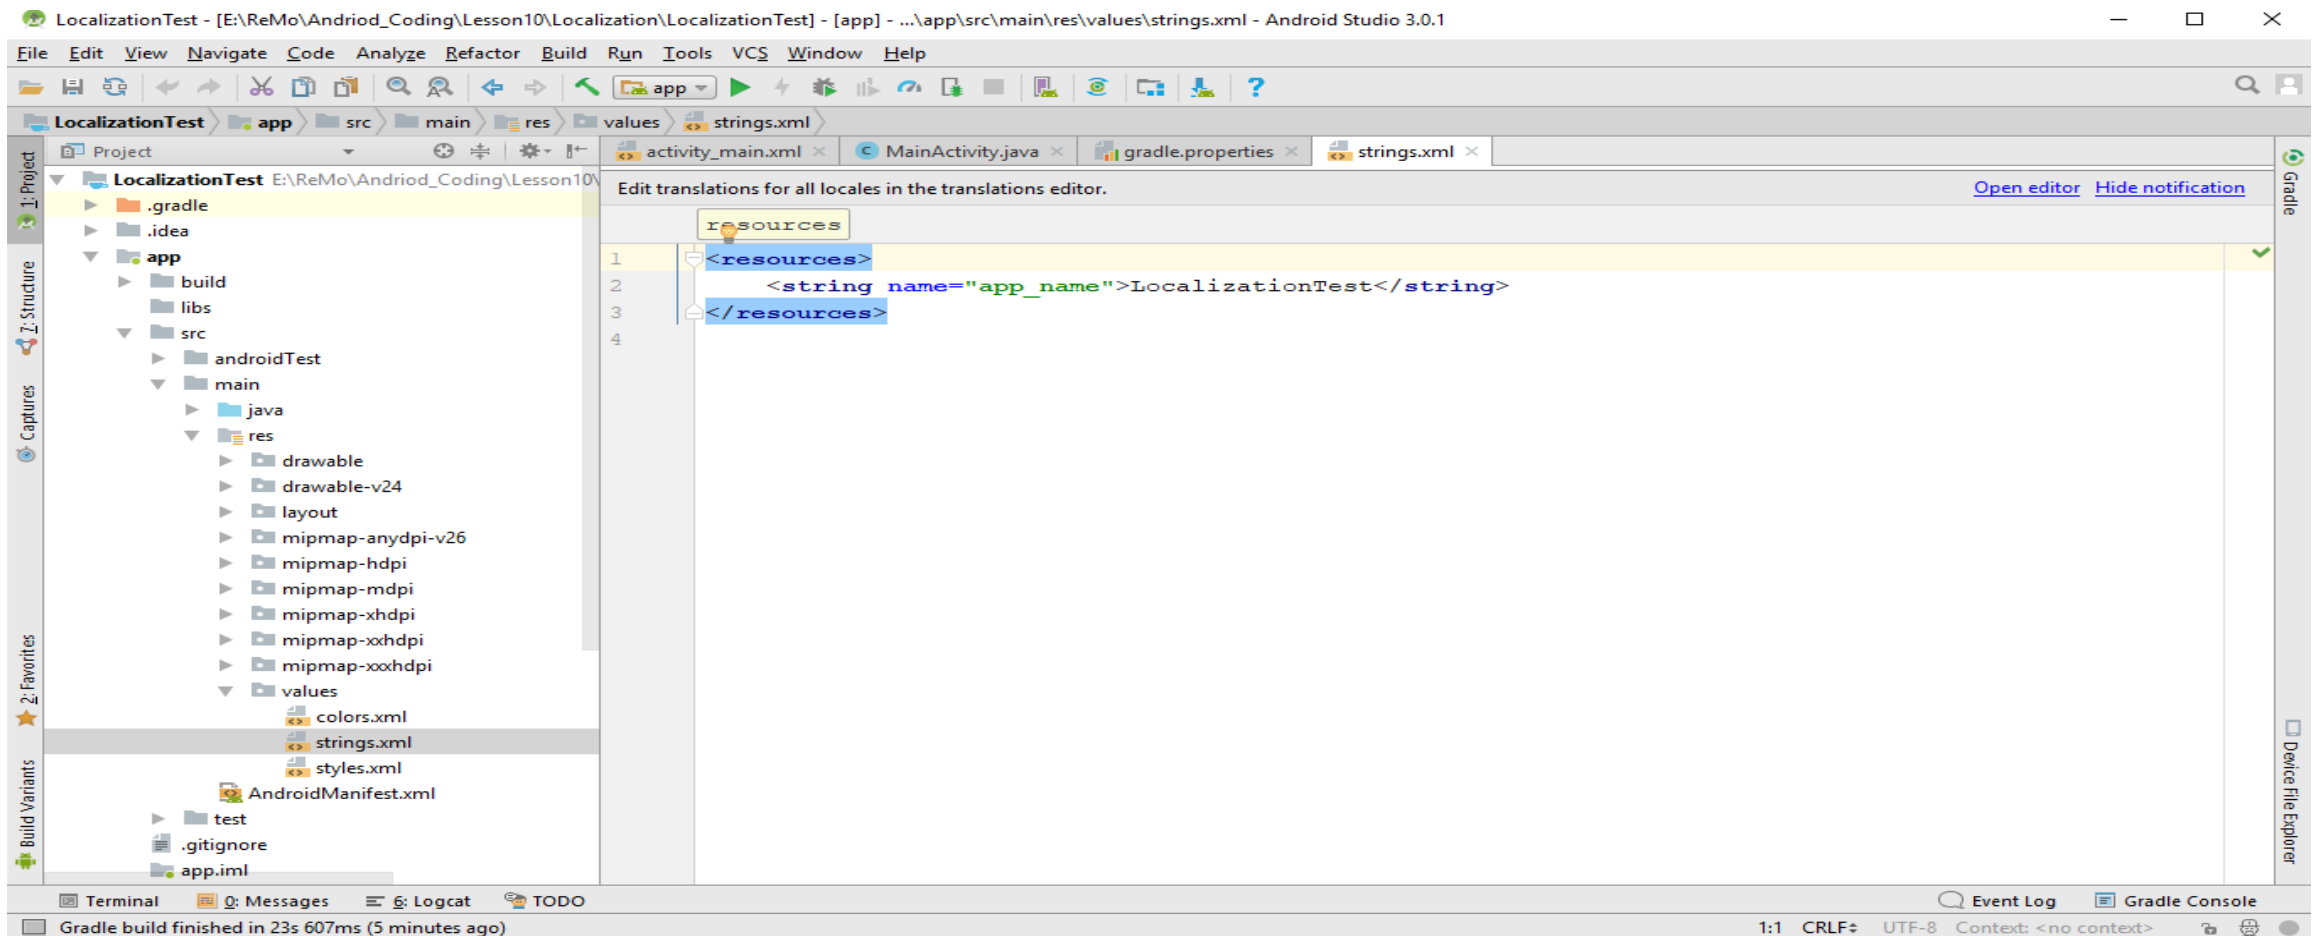 LocalizationTest - [E:\ReMo\Andriod_Coding\Lesson10\Localization\LocalizationTest] - [app] - ...\app\src\main\res\values\strings.xml - Android Studio 3.0.1
File Edit View Navigate Code Analyze Refactor Build Run Tools VCS Window Help
app
LocalizationTest app src main res values strings.xml
Project
activity_main.xml MainActivity.java gradle.properties strings.xml
LocalizationTest E:\ReMo\Andriod_Coding\Lesson10\
.gradle
.idea
app
build
libs
src
androidTest
main
java
res
drawable
drawable-v24
layout
mipmap-anydpi-v26
mipmap-hdpi
mipmap-mdpi
mipmap-xhdpi
mipmap-xxhdpi
mipmap-xxxhdpi
values
colors.xml
strings.xml
styles.xml
AndroidManifest.xml
test
.gitignore
app.iml
1: Project
7: Structure
Captures
2: Favorites
Build Variants
Edit translations for all locales in the translations editor. Open editor Hide notification
resources
1 <resources>
2 <string name="app_name">LocalizationTest</string>
3 </resources>
4
Gradle
Device File Explorer
Terminal 0: Messages 6: Logcat TODO Event Log Gradle Console
Gradle build finished in 23s 607ms (5 minutes ago) 1:1 CRLF UTF-8 Context: <no context>